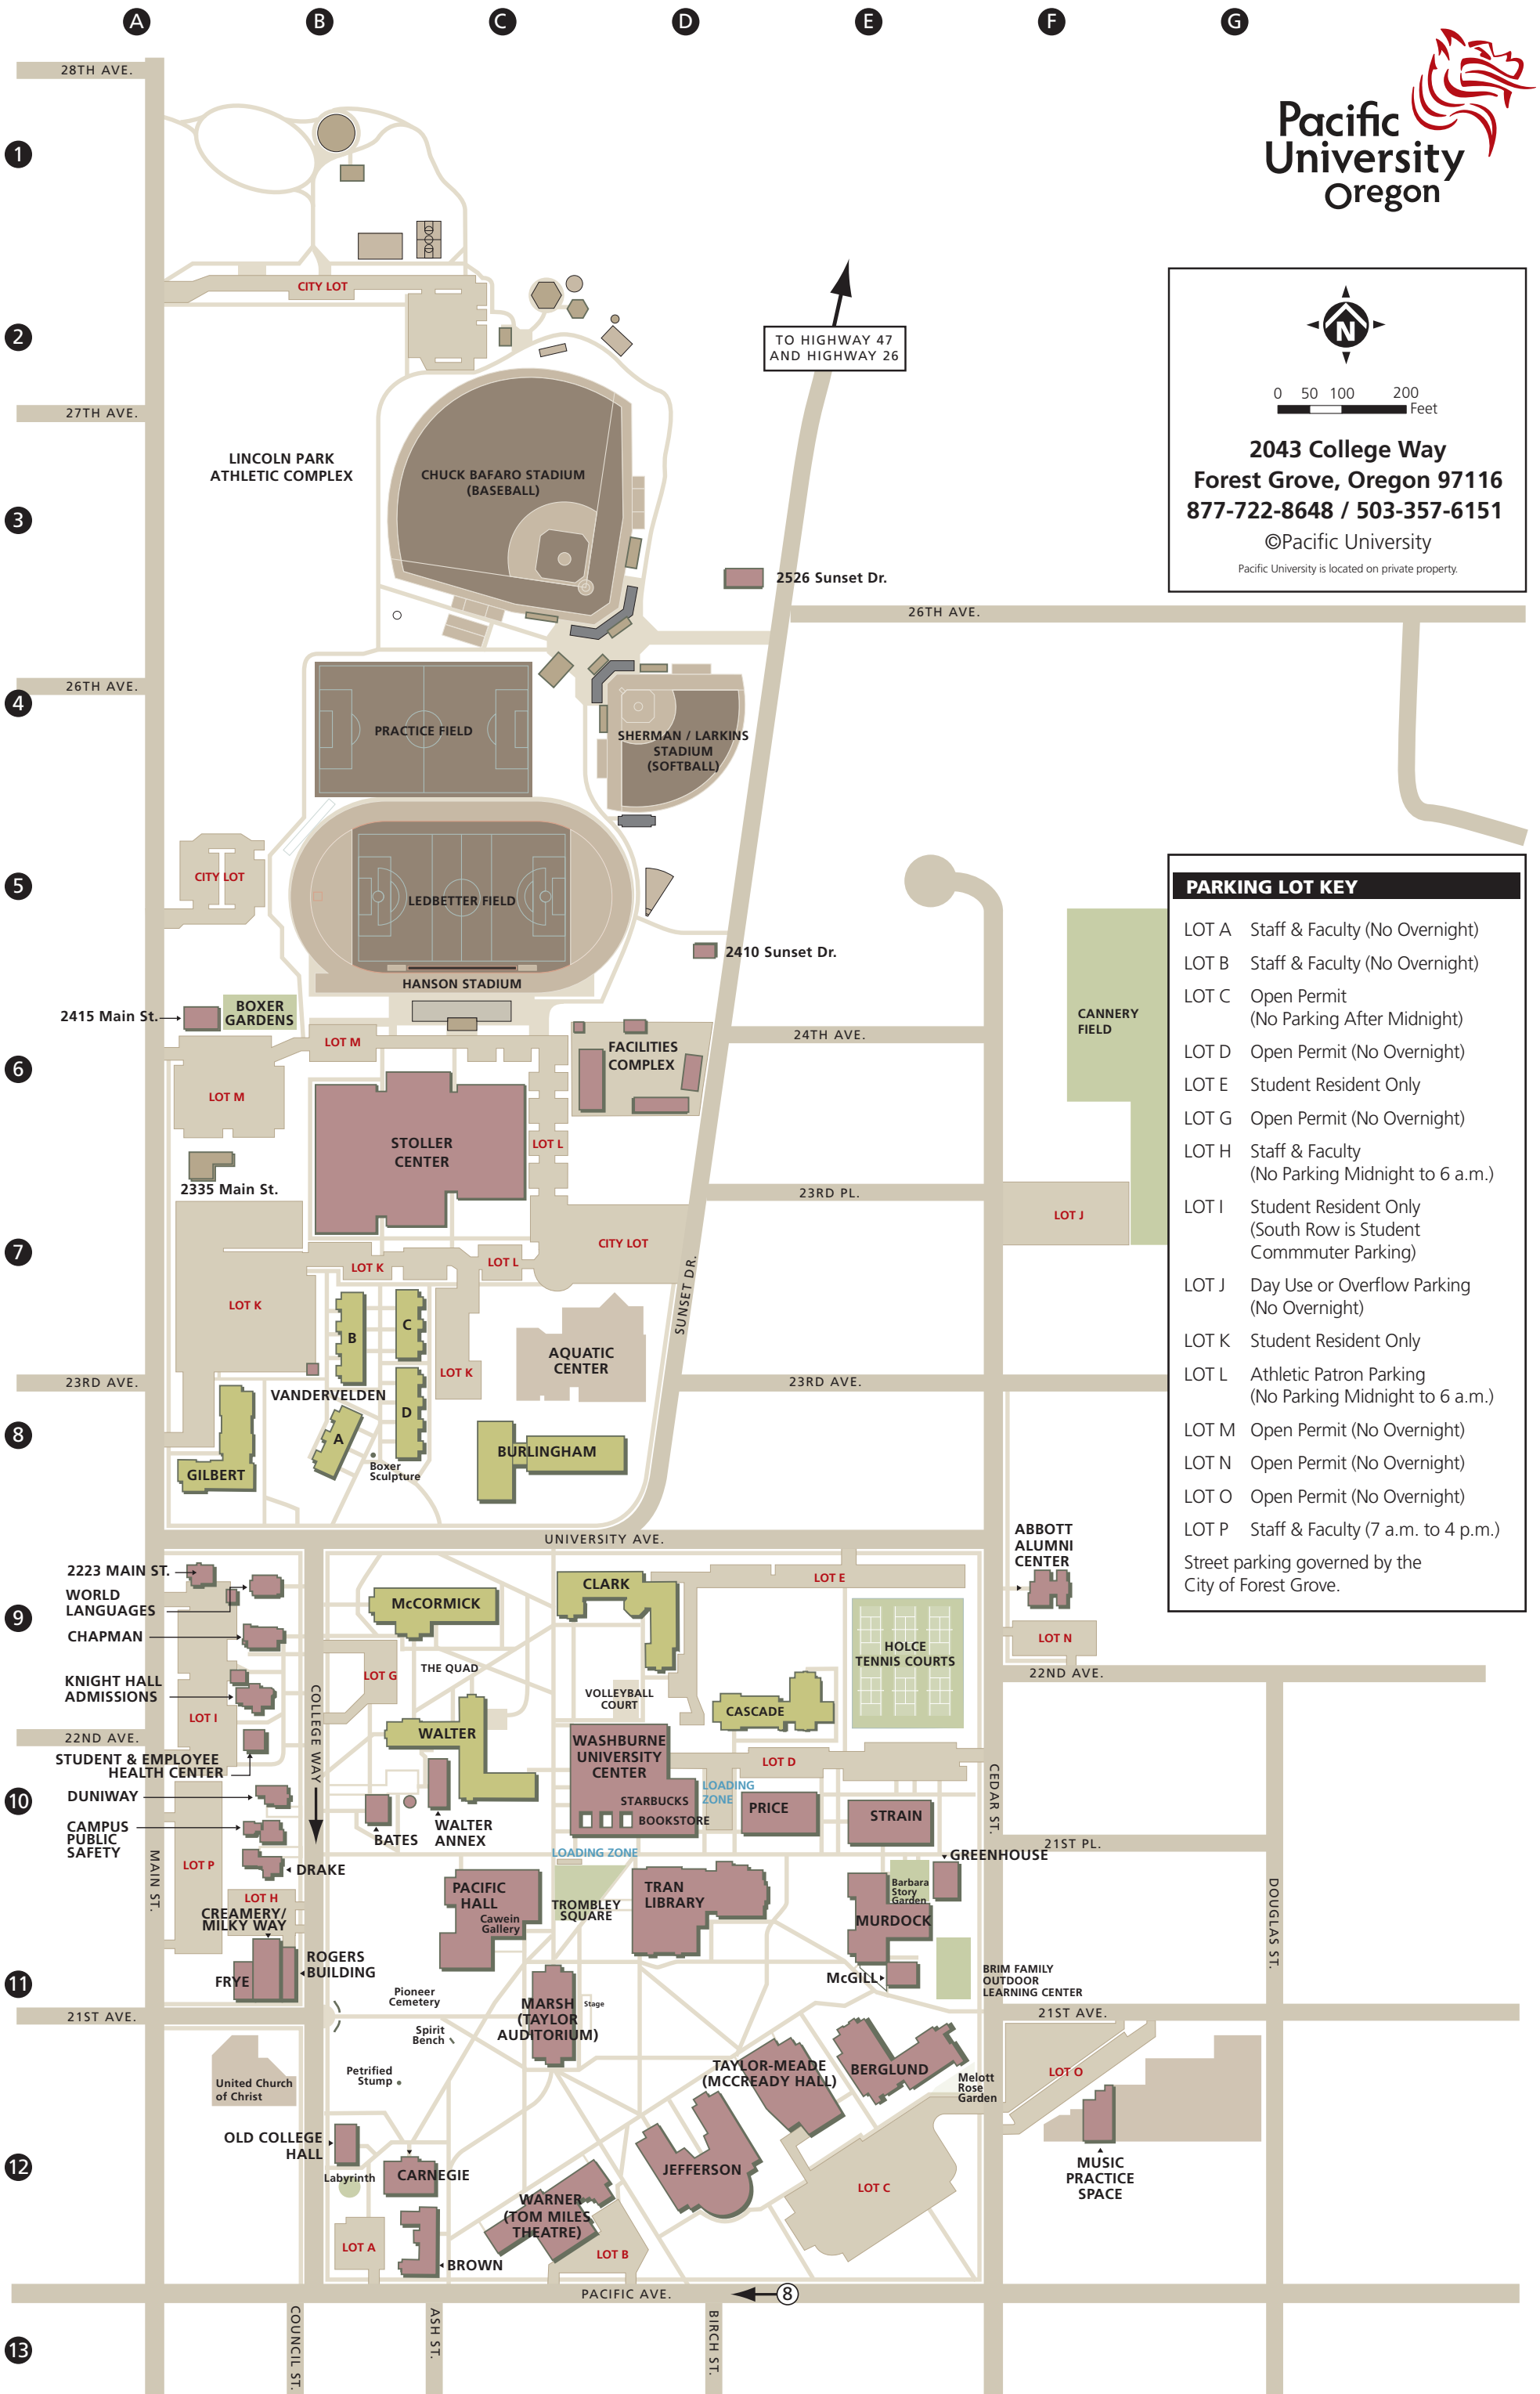 A
B
C
D
E
F
G
Pacific
University
Oregon
28TH AVE.
1
CITY LOT
2
TO HIGHWAY 47
AND HIGHWAY 26
N
0 50 100 200
Feet
2043 College Way
Forest Grove, Oregon 97116
877-722-8648 / 503-357-6151
©Pacific University
Pacific University is located on private property.
27TH AVE.
LINCOLN PARK
ATHLETIC COMPLEX
CHUCK BAFARO STADIUM
(BASEBALL)
3
2526 Sunset Dr.
26TH AVE.
26TH AVE.
4
PRACTICE FIELD
SHERMAN / LARKINS
STADIUM
(SOFTBALL)
5
CITY LOT
LEDBETTER FIELD
2410 Sunset Dr.
HANSON STADIUM
2415 Main St.
BOXER
GARDENS
CANNERY
FIELD
PARKING LOT KEY
LOT A Staff & Faculty (No Overnight)
LOT B Staff & Faculty (No Overnight)
LOT C Open Permit
(No Parking After Midnight)
LOT D Open Permit (No Overnight)
LOT E Student Resident Only
LOT G Open Permit (No Overnight)
LOT H Staff & Faculty
(No Parking Midnight to 6 a.m.)
LOT I Student Resident Only
(South Row is Student
Commmuter Parking)
LOT J Day Use or Overflow Parking
(No Overnight)
LOT K Student Resident Only
LOT L Athletic Patron Parking
(No Parking Midnight to 6 a.m.)
LOT M Open Permit (No Overnight)
LOT N Open Permit (No Overnight)
LOT O Open Permit (No Overnight)
LOT P Staff & Faculty (7 a.m. to 4 p.m.)
Street parking governed by the
City of Forest Grove.
LOT M
24TH AVE.
6
FACILITIES
COMPLEX
LOT M
STOLLER
CENTER
LOT L
2335 Main St.
23RD PL.
LOT J
7
CITY LOT
LOT L
LOT K
SUNSET DR.
LOT K
B
C
AQUATIC
CENTER
LOT K
23RD AVE.
23RD AVE.
VANDERVELDEN
D
8
A
BURLINGHAM
Boxer
Sculpture
GILBERT
UNIVERSITY AVE.
ABBOTT
ALUMNI
CENTER
2223 MAIN ST.
WORLD
LANGUAGES
9
CHAPMAN
McCORMICK
CLARK
LOT E
HOLCE
TENNIS COURTS
LOT N
22ND AVE.
KNIGHT HALL
ADMISSIONS
LOT G
THE QUAD
VOLLEYBALL
COURT
CASCADE
LOT I
COLLEGE WAY
WALTER
WASHBURNE
UNIVERSITY
CENTER
STARBUCKS
BOOKSTORE
22ND AVE.
STUDENT & EMPLOYEE
HEALTH CENTER
LOT D
LOADING
ZONE
CEDAR ST.
10
DUNIWAY
PRICE
STRAIN
CAMPUS
PUBLIC
SAFETY
BATES
WALTER
ANNEX
21ST PL.
MAIN ST.
LOT P
DRAKE
LOADING ZONE
GREENHOUSE
LOT H
CREAMERY/
MILKY WAY
PACIFIC
HALL
Cawein
Gallery
TROMBLEY
SQUARE
TRAN
LIBRARY
Barbara
Story
Garden
MURDOCK
DOUGLAS ST.
ROGERS
BUILDING
11
FRYE
McGILL
BRIM FAMILY
OUTDOOR
LEARNING CENTER
Pioneer
Cemetery
MARSH
(TAYLOR
AUDITORIUM)
Stage
21ST AVE.
21ST AVE.
Spirit
Bench
Petrified
Stump
United Church
of Christ
TAYLOR-MEADE
(MCCREADY HALL)
BERGLUND
Melott
Rose
Garden
LOT O
OLD COLLEGE
HALL
12
Labyrinth
CARNEGIE
JEFFERSON
LOT C
MUSIC
PRACTICE
SPACE
WARNER
(TOM MILES
THEATRE)
LOT A
LOT B
BROWN
PACIFIC AVE.
8
13
COUNCIL ST.
ASH ST.
BIRCH ST.